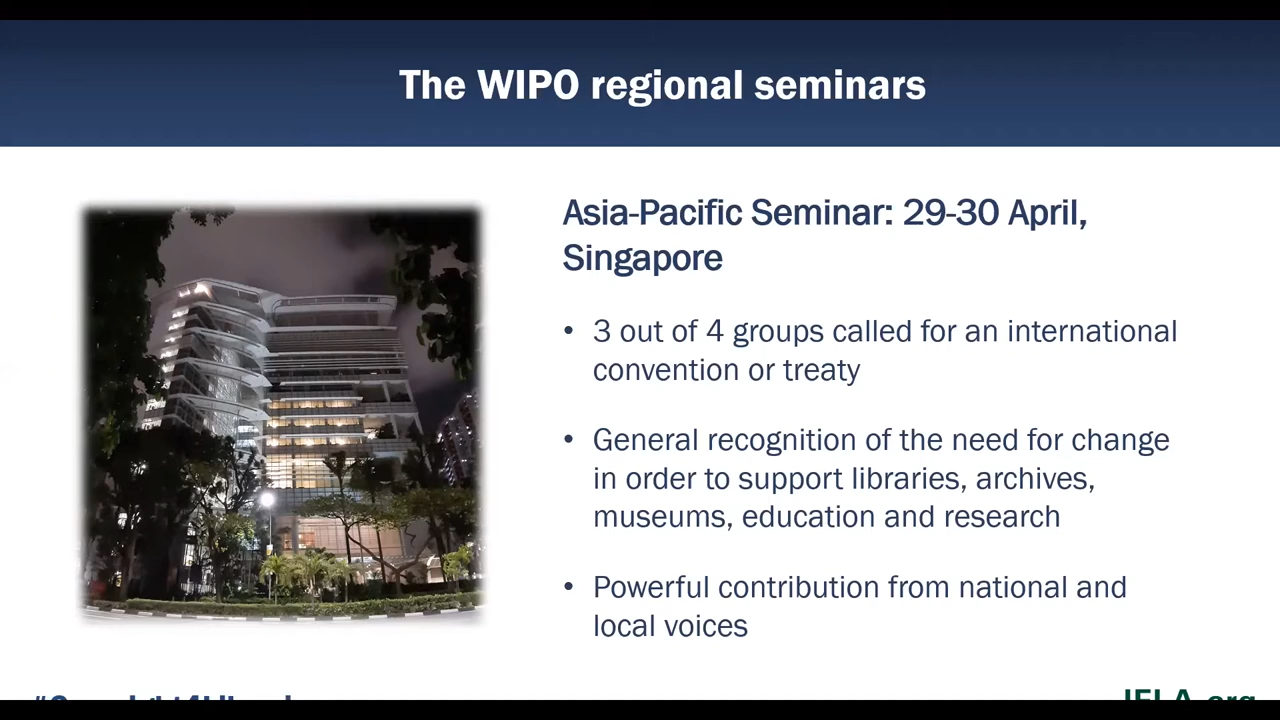 The WIPO regional seminars
Asia-Pacific Seminar: 29-30 April,
Singapore
• 3 out of 4 groups called for an international
convention or treaty
• General recognition of the need for change
in order to support libraries, archives,
museums, education and research
• Powerful contribution from national and
local voices
IFLA.org